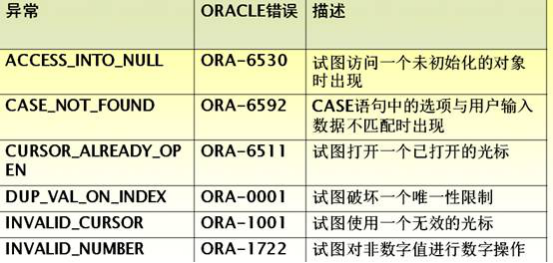 异常 ORACLE错误 描述
ACCESS_INTO_NULL ORA-6530 试图访问一个未初始化的对象
时出现
CASE_NOT_FOUND ORA-6592 CASE语句中的选项与用户输入
数据不匹配时出现
CURSOR_ALREADY_OP ORA-6511 试图打开一个已打开的光标
EN
DUP_VAL_ON_INDEX ORA-0001 试图破坏一个唯一性限制
INVALID_CURSOR ORA-1001 试图使用一个无效的光标
INVALID_NUMBER ORA-1722 试图对非数字值进行数字操作